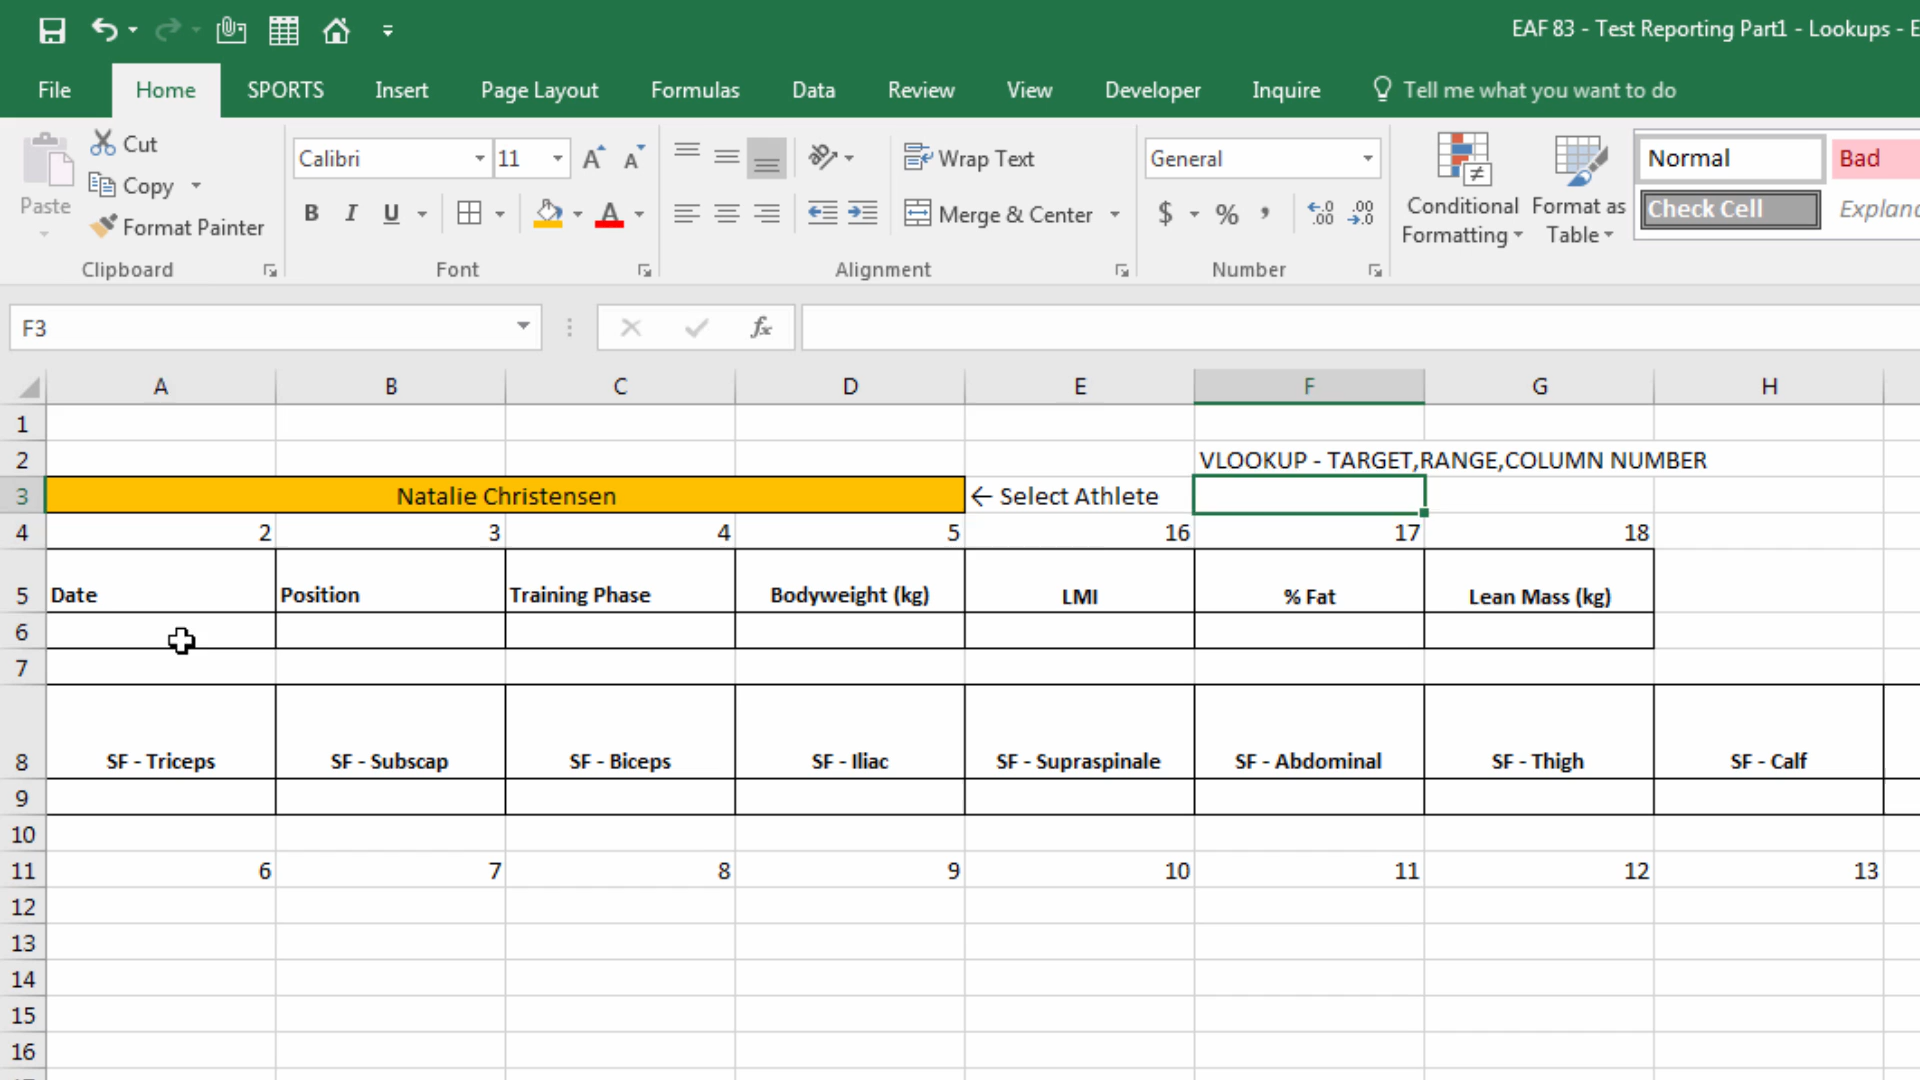 EAF 83 - Test Reporting Part1 - Lookups - E
File Home SPORTS Insert Page Layout Formulas Data Review View Developer Inquire Tell me what you want to do
Paste Cut Copy Format Painter
Calibri 11 A A
B I U A
Wrap Text
Merge & Center
General
$ % , .0 .00 .00 .0
Conditional Formatting
Format as Table
Normal Bad
Check Cell Explan
Clipboard Font Alignment Number
F3 fx
A B C D E F G H
1
2 VLOOKUP - TARGET,RANGE,COLUMN NUMBER
3 Natalie Christensen ← Select Athlete
4 2 3 4 5 16 17 18
5 Date Position Training Phase Bodyweight (kg) LMI % Fat Lean Mass (kg)
6
7
8 SF - Triceps SF - Subscap SF - Biceps SF - Iliac SF - Supraspinale SF - Abdominal SF - Thigh SF - Calf
9
10
11 6 7 8 9 10 11 12 13
12
13
14
15
16